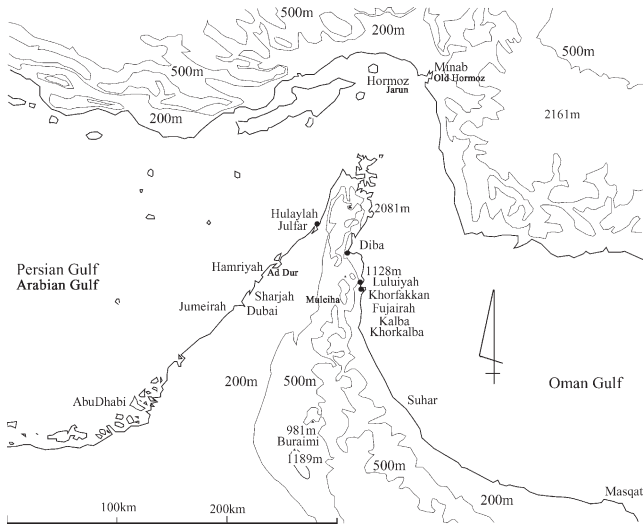 500m
200m
500m
500m
Minab
Old Hormoz
Hormoz
Jarun
200m
2161m
2081m
Hulaylah
Julfar
Diba
Persian Gulf
Arabian Gulf
Hamriyah
Ad Dur
1128m
Luluiyah
Khorfakkan
Fujairah
Kalba
Khorkalba
Muleiha
Sharjah
Jumeirah
Dubai
200m
500m
Oman Gulf
AbuDhabi
Suhar
981m
Buraimi
1189m
500m
200m
Masqat
100km
200km